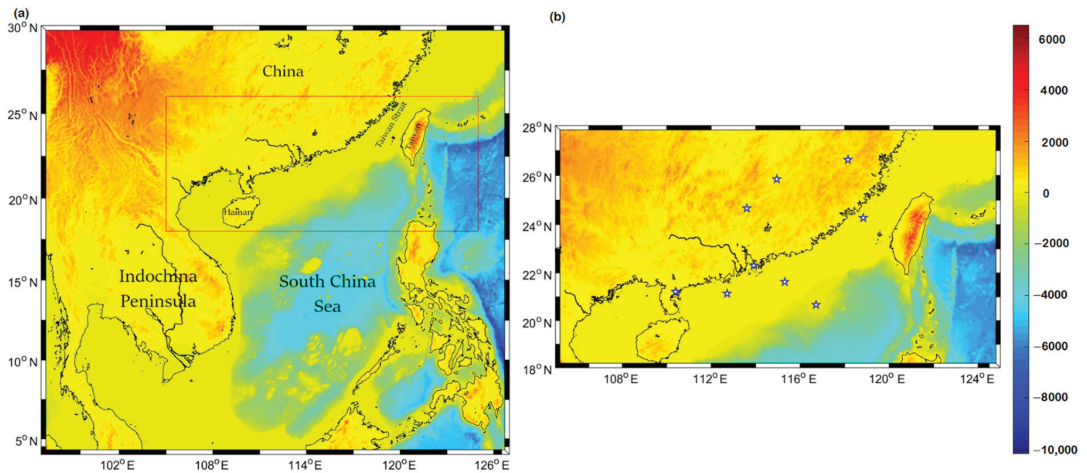 (a)
30° N
25° N
20° N
15° N
10° N
5° N
102° E
108° E
114° E
120° E
126° E
China
Taiwan Strait
Taiwan
Hainan
Indochina
Peninsula
South China
Sea
(b)
28° N
26° N
24° N
22° N
20° N
18° N
108° E
112° E
116° E
120° E
124° E
6000
4000
2000
0
−2000
−4000
−6000
−8000
−10,000